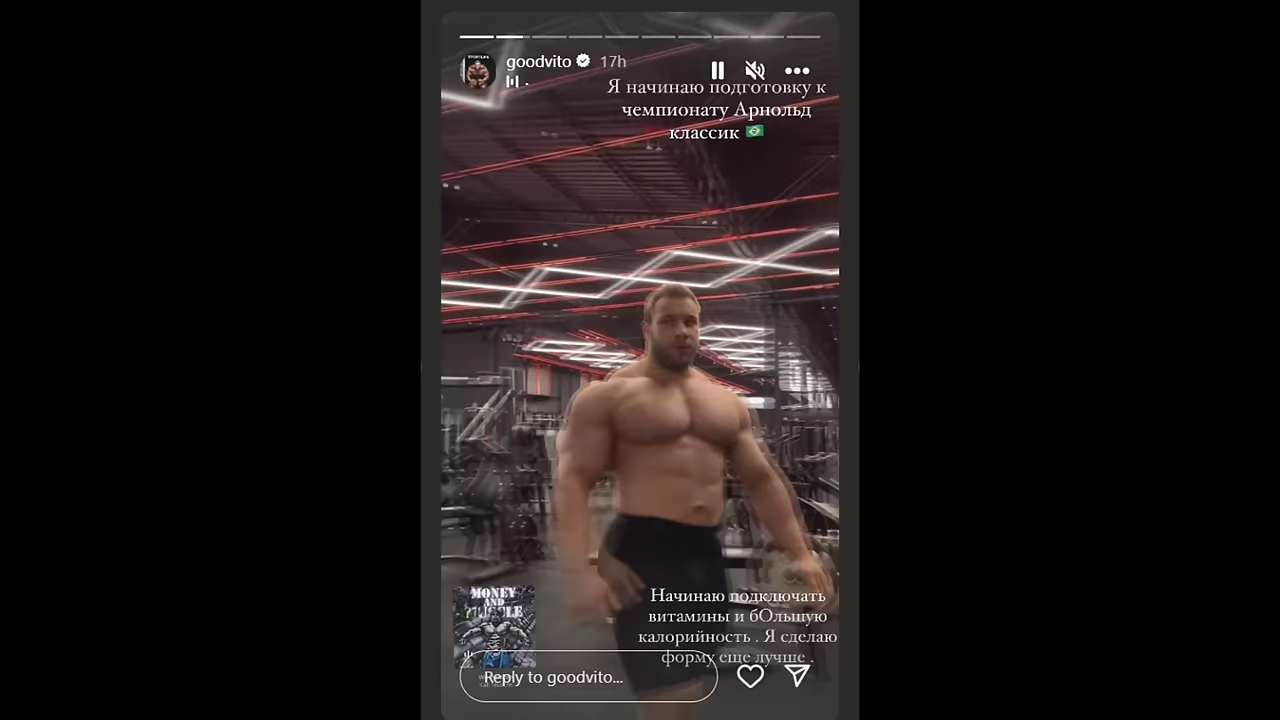 goodvito 17h
Я начинаю подготовку к
чемпионату Арнольд
классик 🇧🇷
MONEY
AND
MUSCLE
Начинаю подключать
витамины и бОльшую
калорийность . Я сделаю
форму еще лучше .
Reply to goodvito...